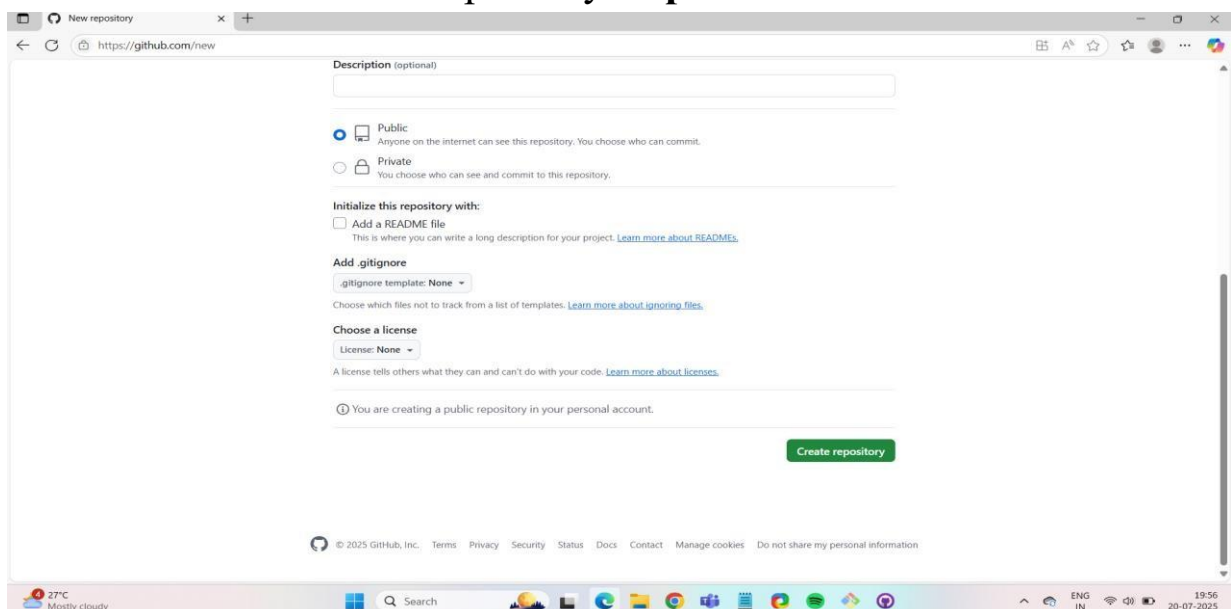 New repository
https://github.com/new
Description (optional)
Public
Anyone on the internet can see this repository. You choose who can commit.
Private
You choose who can see and commit to this repository.
Initialize this repository with:
Add a README file
This is where you can write a long description for your project. Learn more about READMEs.
Add .gitignore
.gitignore template: None
Choose which files not to track from a list of templates. Learn more about ignoring files.
Choose a license
License: None
A license tells others what they can and can't do with your code. Learn more about licenses.
You are creating a public repository in your personal account.
Create repository
© 2025 GitHub, Inc. Terms Privacy Security Status Docs Contact Manage cookies Do not share my personal information
4 27°C
Mostly cloudy
Search
ENG
IN
19:56
20-07-2025